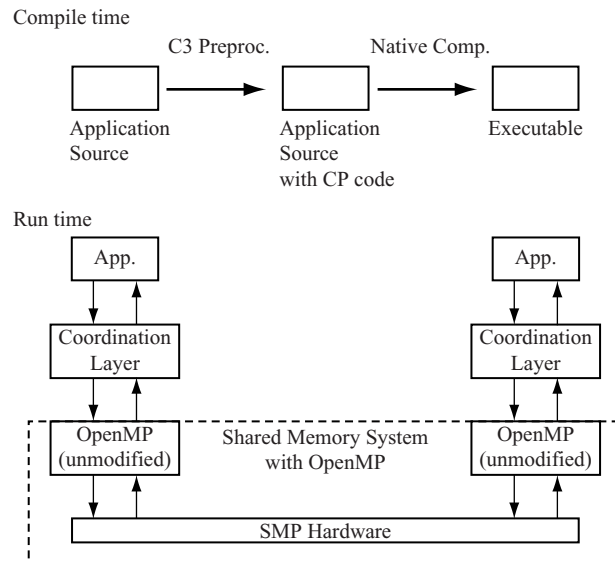 Compile time
C3 Preproc.
Native Comp.
Application
Source
Application
Source
with CP code
Executable
Run time
App.
App.
Coordination
Layer
Coordination
Layer
OpenMP
(unmodified)
Shared Memory System
with OpenMP
OpenMP
(unmodified)
SMP Hardware